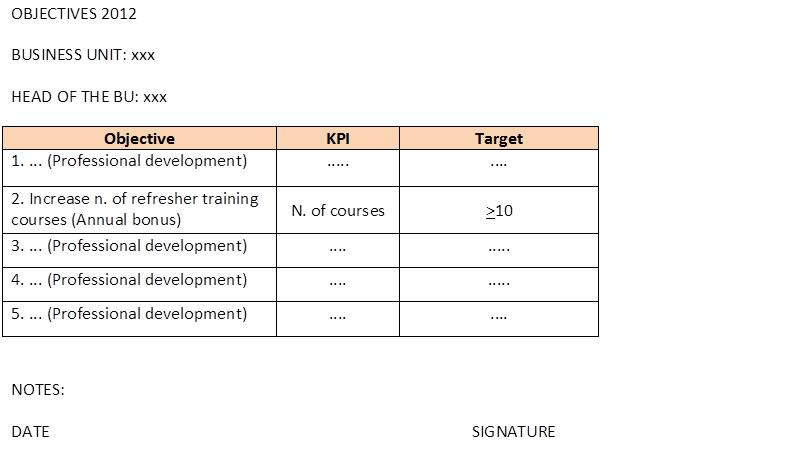 OBJECTIVES 2012
BUSINESS UNIT: xxx
HEAD OF THE BU: xxx
Objective KPI Target
1. ... (Professional development) ..... ....
2. Increase n. of refresher training
courses (Annual bonus) N. of courses ≥10
3. ... (Professional development) .... .....
4. ... (Professional development) .... .....
5. ... (Professional development) .... ....
NOTES:
DATE SIGNATURE